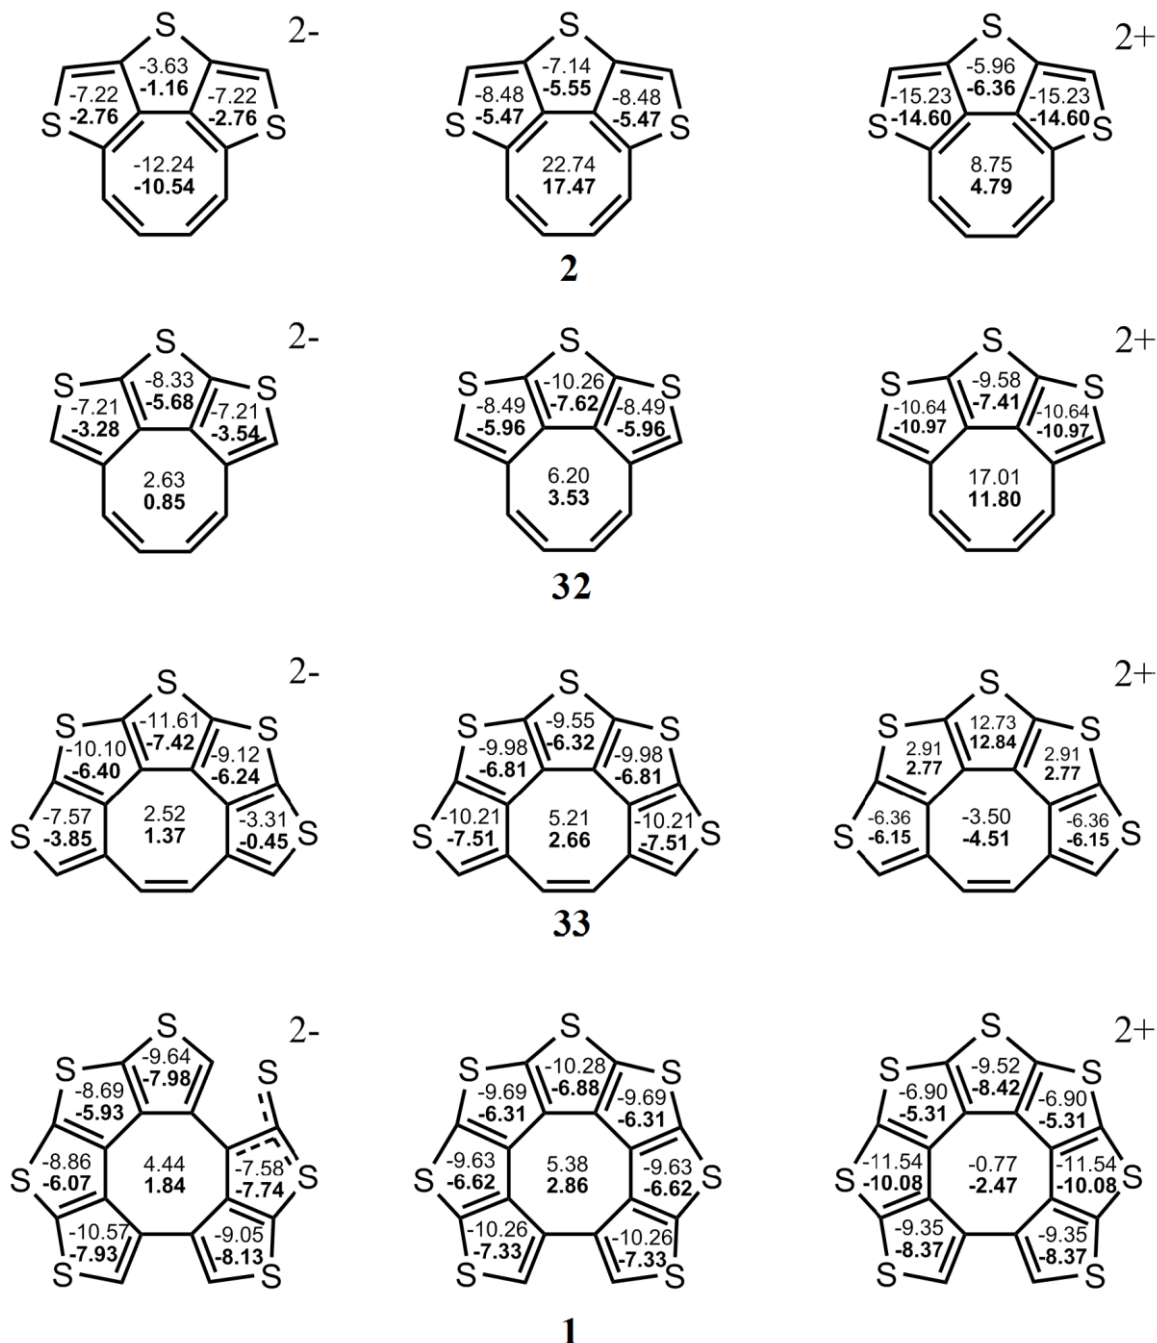 S 2- S S 2+
-3.63 -7.14 -5.96
-1.16 -5.55 -6.36
-7.22 -7.22 -8.48 -8.48 -15.23 -15.23
-2.76 -2.76 -5.47 -5.47 -14.60 -14.60
S S S S S S
-12.24 22.74 8.75
-10.54 17.47 4.79
2
S 2- S S 2+
S S S S S S
-8.33 -10.26 -9.58
-5.68 -7.62 -7.41
-7.21 -7.21 -8.49 -8.49 -10.64 -10.64
-3.28 -3.54 -5.96 -5.96 -10.97 -10.97
2.63 6.20 17.01
0.85 3.53 11.80
32
S 2- S S 2+
S S S S S S
-11.61 -9.55 12.73
-7.42 -6.32 12.84
-10.10 -9.12 -9.98 -9.98 2.91 2.91
-6.40 -6.24 -6.81 -6.81 2.77 2.77
-7.57 2.52 -3.31 -10.21 5.21 -10.21 -6.36 -3.50 -6.36
-3.85 1.37 -0.45 -7.51 2.66 -7.51 -6.15 -4.51 -6.15
S S S S S S
33
S 2- S S 2+
S S S S S S
-9.64 -10.28 -9.52
-7.98 -6.88 -8.42
-8.69 -9.69 -9.69 -6.90 -6.90
-5.93 -6.31 -6.31 -5.31 -5.31
-8.86 4.44 -7.58 -9.63 5.38 -9.63 -11.54 -0.77 -11.54
-6.07 1.84 -7.74 -6.62 2.86 -6.62 -10.08 -2.47 -10.08
S S S S S S
-10.57 -9.05 -10.26 -10.26 -9.35 -9.35
-7.93 -8.13 -7.33 -7.33 -8.37 -8.37
S S S S S S
1